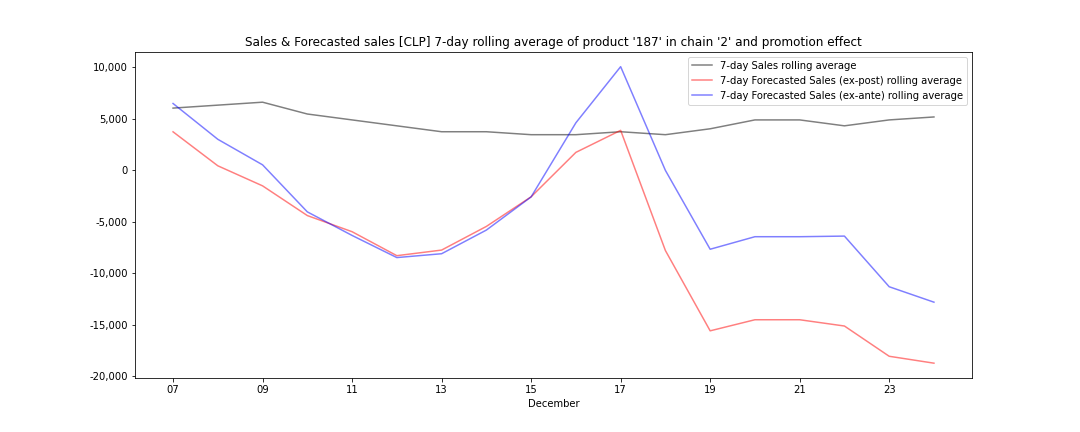 Sales & Forecasted sales [CLP] 7-day rolling average of product '187' in chain '2' and promotion effect
7-day Sales rolling average
7-day Forecasted Sales (ex-post) rolling average
7-day Forecasted Sales (ex-ante) rolling average
10,000
5,000
0
-5,000
-10,000
-15,000
-20,000
07 09 11 13 15 17 19 21 23
December